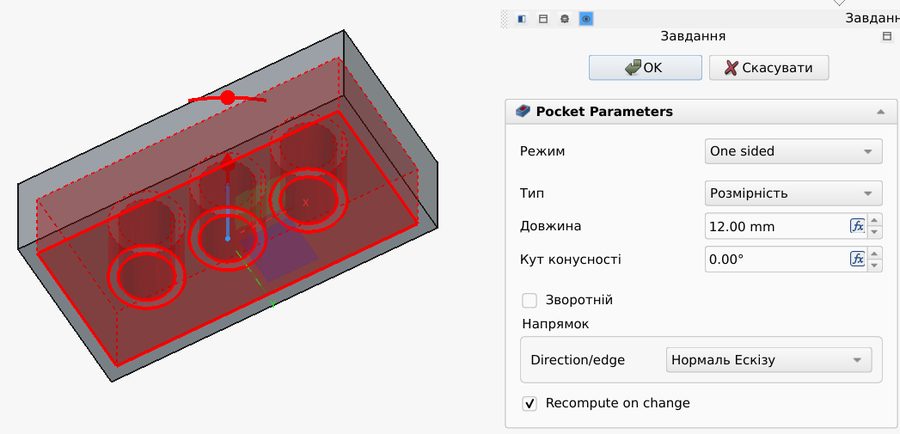 Завданн
Завдання
OK
Скасувати
Pocket Parameters
Режим
One sided
Тип
Розмірність
Довжина
12.00 mm
Кут конусності
0.00°
Зворотній
Напрямок
Direction/edge
Нормаль Ескізу
Recompute on change
X